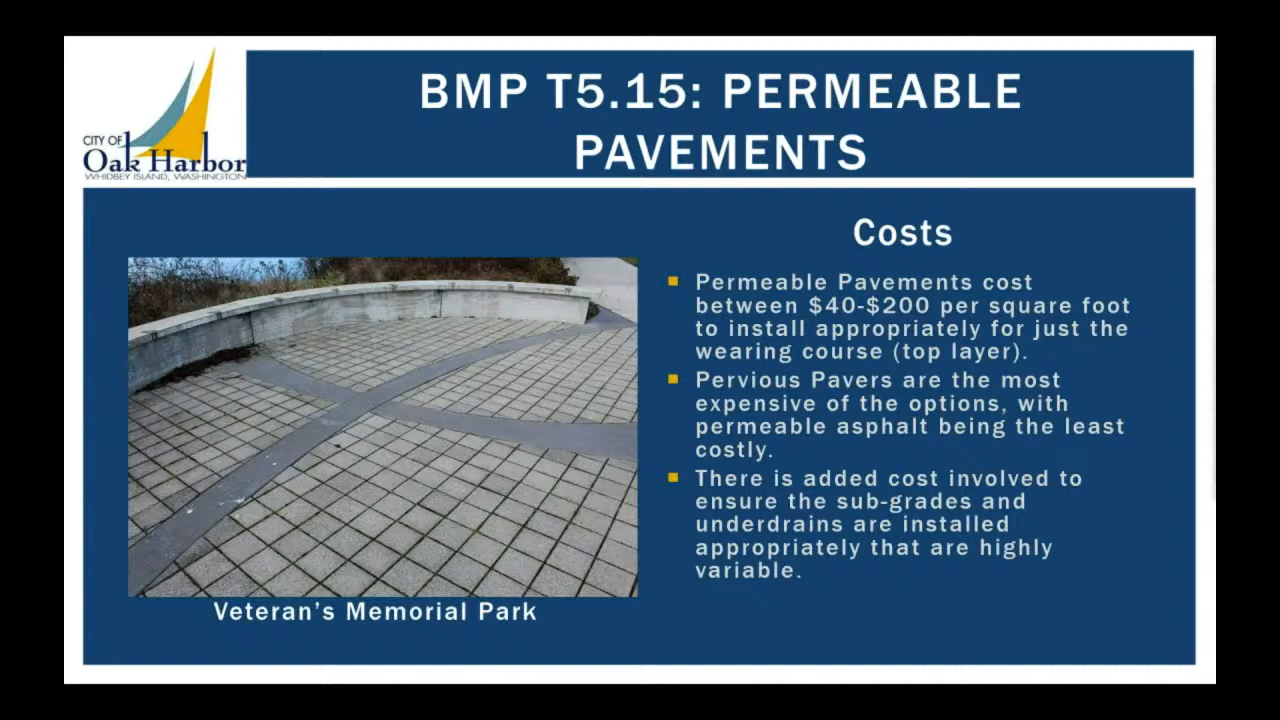 CITY OF
Oak Harbor
WHIDBEY ISLAND, WASHINGTON
BMP T5.15: PERMEABLE
PAVEMENTS
Costs
Permeable Pavements cost
between $40-$200 per square foot
to install appropriately for just the
wearing course (top layer).
Pervious Pavers are the most
expensive of the options, with
permeable asphalt being the least
costly.
There is added cost involved to
ensure the sub-grades and
underdrains are installed
appropriately that are highly
variable.
Veteran's Memorial Park